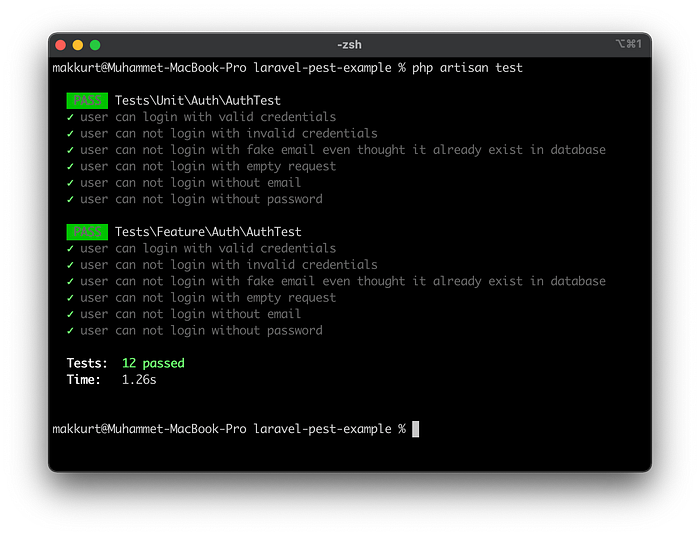 -zsh
⌥⌘1
makkurt@Muhammet-MacBook-Pro laravel-pest-example % php artisan test
PASS Tests\Unit\Auth\AuthTest
✓ user can login with valid credentials
✓ user can not login with invalid credentials
✓ user can not login with fake email even thought it already exist in database
✓ user can not login with empty request
✓ user can not login without email
✓ user can not login without password
PASS Tests\Feature\Auth\AuthTest
✓ user can login with valid credentials
✓ user can not login with invalid credentials
✓ user can not login with fake email even thought it already exist in database
✓ user can not login with empty request
✓ user can not login without email
✓ user can not login without password
Tests: 12 passed
Time: 1.26s
makkurt@Muhammet-MacBook-Pro laravel-pest-example %